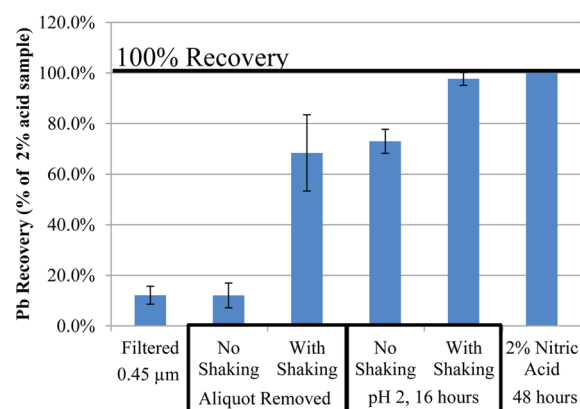 Pb Recovery (% of 2% acid sample)
120.0%
100.0%
80.0%
60.0%
40.0%
20.0%
0.0%
100% Recovery
Filtered
0.45 µm
No
Shaking
With
Shaking
Aliquot Removed
No
Shaking
With
Shaking
pH 2, 16 hours
2% Nitric
Acid
48 hours